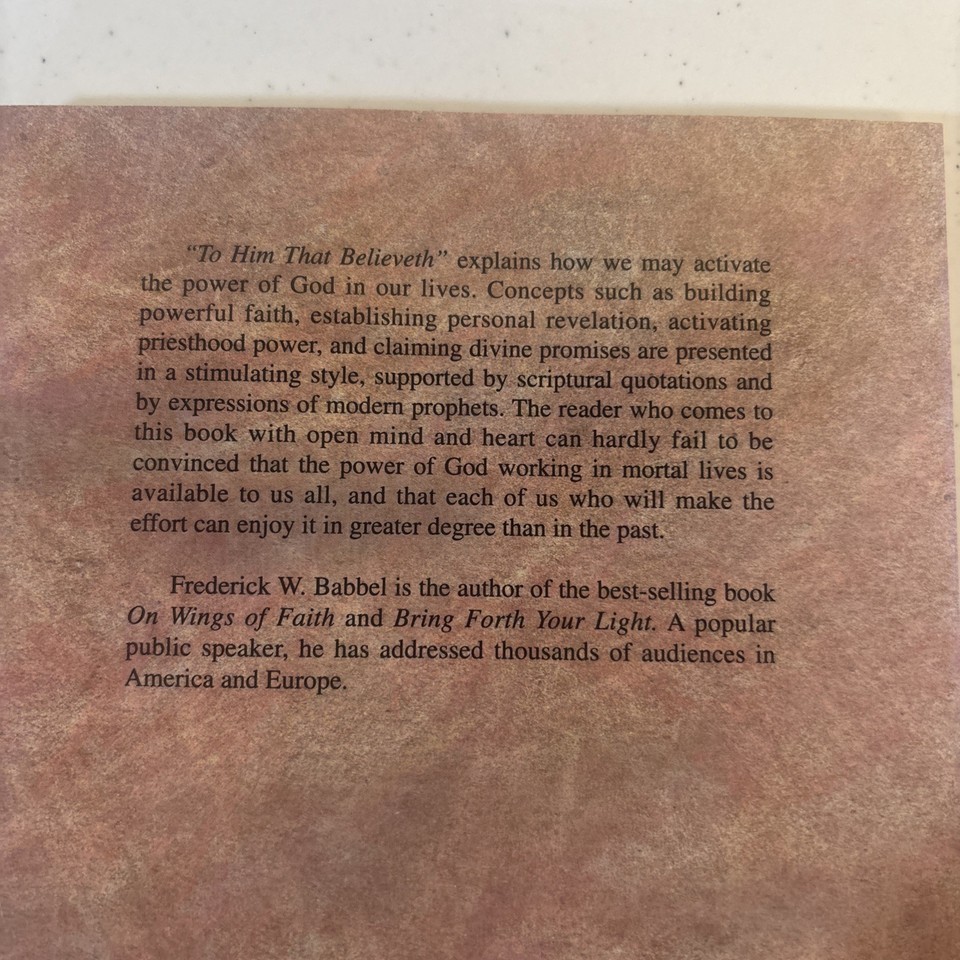 “To Him That Believeth” explains how we may activate
the power of God in our lives. Concepts such as building
powerful faith, establishing personal revelation, activating
priesthood power, and claiming divine promises are presented
in a stimulating style, supported by scriptural quotations and
by expressions of modern prophets. The reader who comes to
this book with open mind and heart can hardly fail to be
convinced that the power of God working in mortal lives is
available to us all, and that each of us who will make the
effort can enjoy it in greater degree than in the past.
Frederick W. Babbel is the author of the best-selling book
On Wings of Faith and Bring Forth Your Light. A popular
public speaker, he has addressed thousands of audiences in
America and Europe.